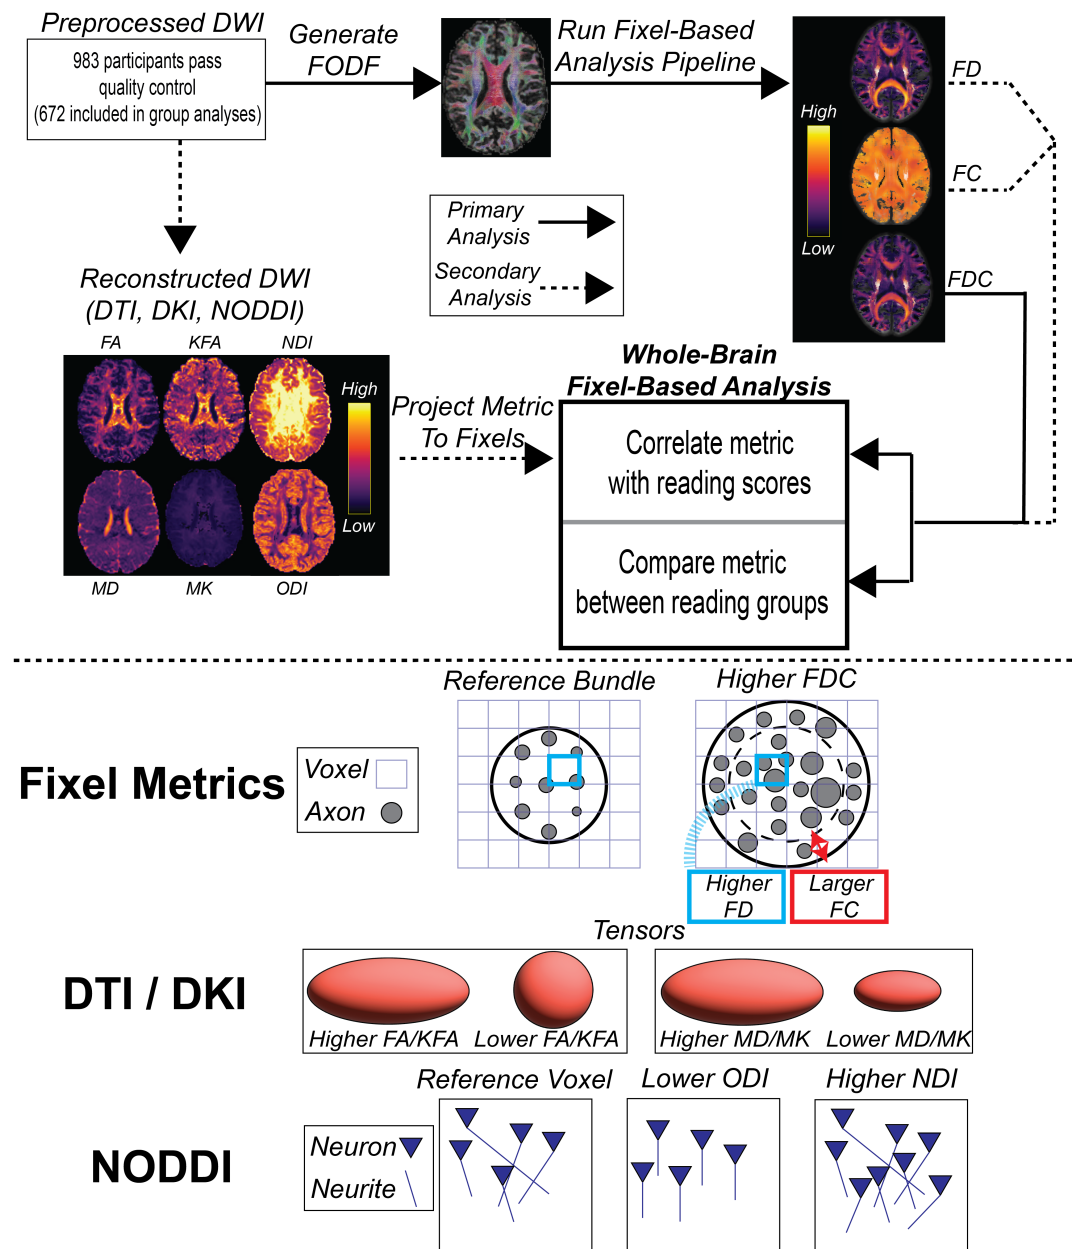 Preprocessed DWI
983 participants pass
quality control
(672 included in group analyses)
Generate
FODF
Run Fixel-Based
Analysis Pipeline
High
Low
FD
FC
FDC
Primary
Analysis
Secondary
Analysis
Reconstructed DWI
(DTI, DKI, NODDI)
FA
KFA
NDI
High
Low
MD
MK
ODI
Project Metric
To Fixels
Whole-Brain
Fixel-Based Analysis
Correlate metric
with reading scores
Compare metric
between reading groups
Fixel Metrics
Voxel
Axon
Reference Bundle
Higher FDC
Higher
FD
Larger
FC
DTI / DKI
Tensors
Higher FA/KFA
Lower FA/KFA
Higher MD/MK
Lower MD/MK
NODDI
Neuron
Neurite
Reference Voxel
Lower ODI
Higher NDI